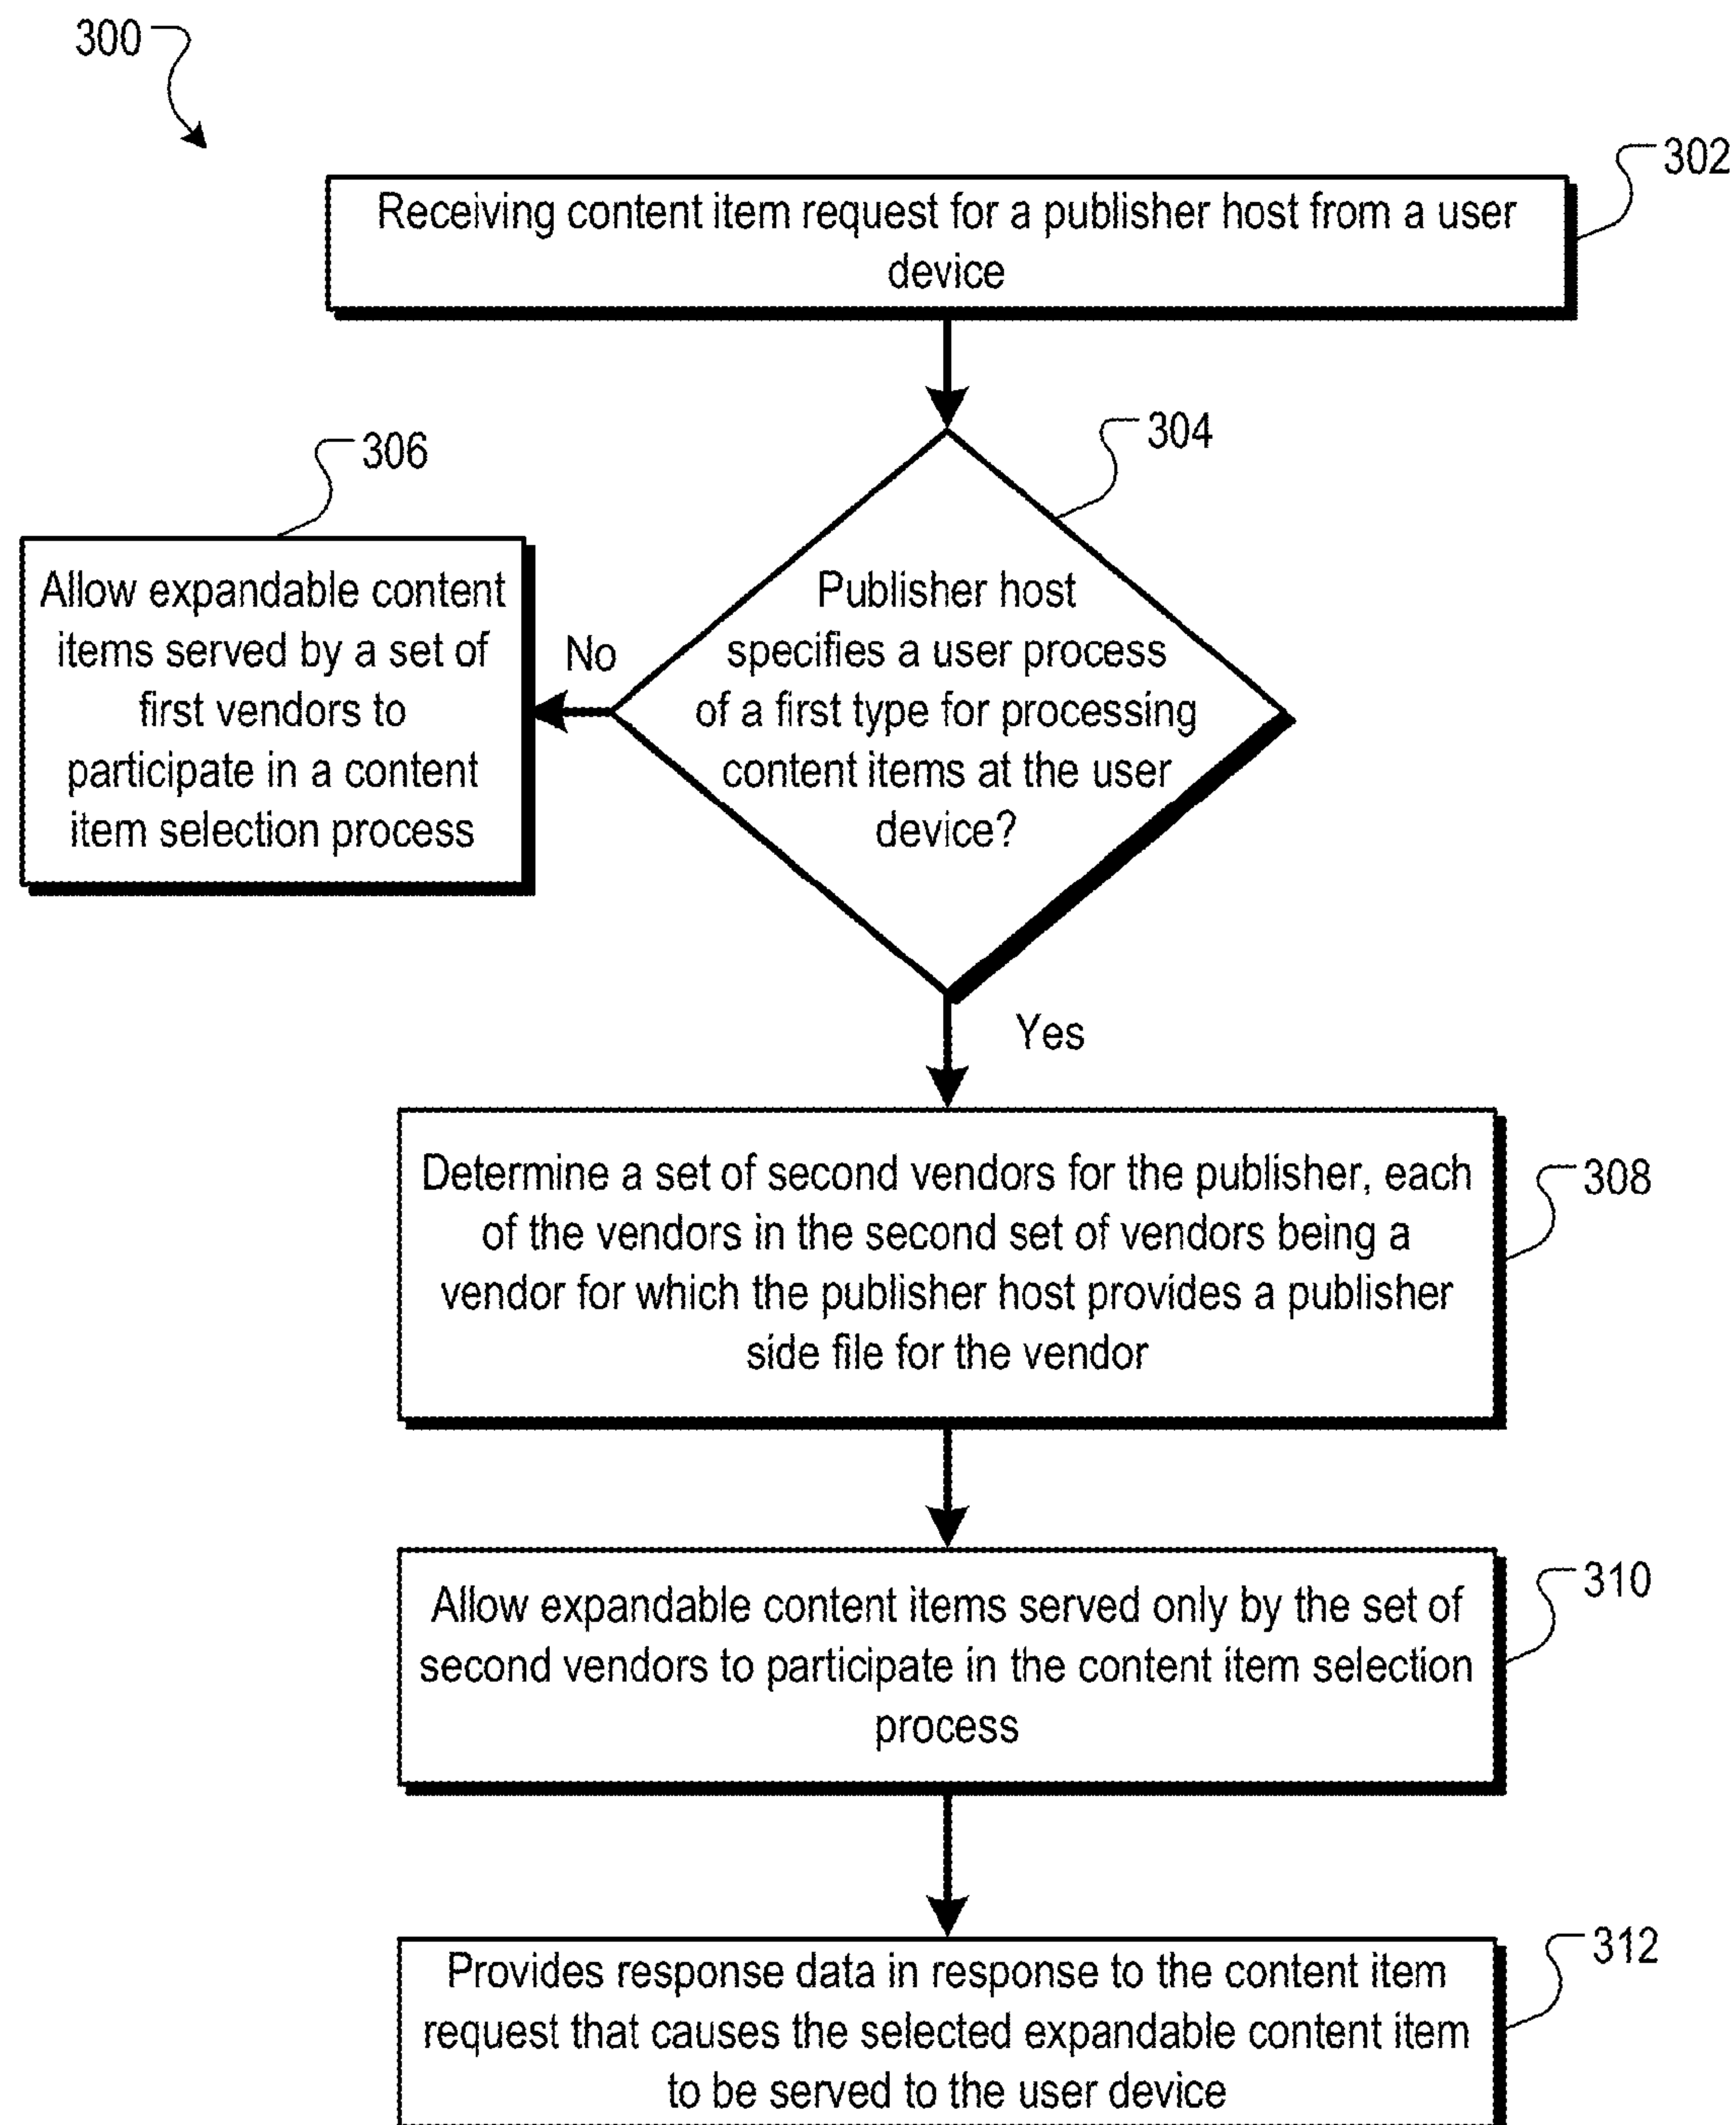 300
302
Receiving content item request for a publisher host from a user
device
304
Publisher host
specifies a user process
of a first type for processing
content items at the user
device?
No
306
Allow expandable content
items served by a set of
first vendors to
participate in a content
item selection process
Yes
308
Determine a set of second vendors for the publisher, each
of the vendors in the second set of vendors being a
vendor for which the publisher host provides a publisher
side file for the vendor
310
Allow expandable content items served only by the set of
second vendors to participate in the content item selection
process
312
Provides response data in response to the content item
request that causes the selected expandable content item
to be served to the user device